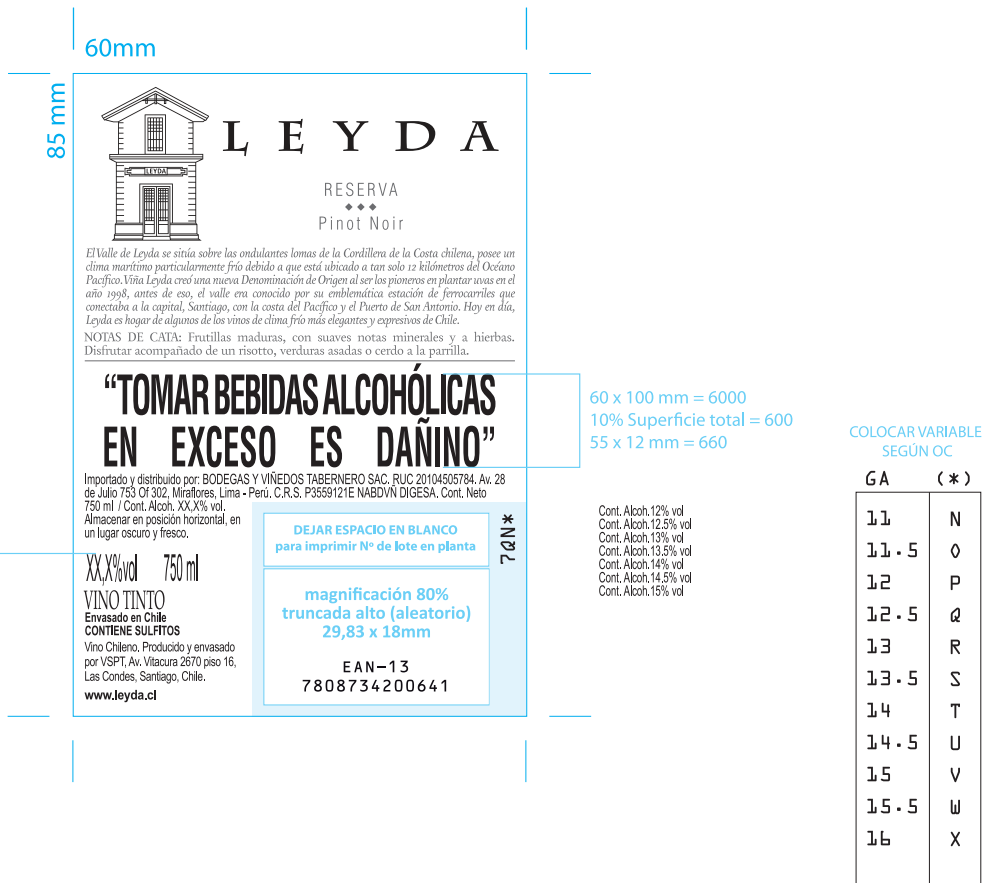 60mm
85 mm
LEYDA
LEYDA
RESERVA
Pinot Noir
El Valle de Leyda se sitúa sobre las ondulantes lomas de la Cordillera de la Costa chilena, posee un
clima marítimo particularmente frío debido a que está ubicado a tan solo 12 kilómetros del Océano
Pacífico. Viña Leyda creó una nueva Denominación de Origen al ser los pioneros en plantar uvas en el
año 1998, antes de eso, el valle era conocido por su emblemática estación de ferrocarriles que
conectaba a la capital, Santiago, con la costa del Pacífico y el Puerto de San Antonio. Hoy en día,
Leyda es hogar de algunos de los vinos de clima frío más elegantes y expresivos de Chile.
NOTAS DE CATA: Frutillas maduras, con suaves notas minerales y a hierbas.
Disfrutar acompañado de un risotto, verduras asadas o cerdo a la parrilla.
“TOMAR BEBIDAS ALCOHÓLICAS
EN EXCESO ES DAÑINO”
Importado y distribuido por: BODEGAS Y VIÑEDOS TABERNERO SAC. RUC 20104505784. Av. 28
de Julio 753 Of 302, Miraflores, Lima - Perú. C.R.S. P3559121E NABDVÑ DIGESA. Cont. Neto
750 ml / Cont. Alcoh. XX,X% vol.
Almacenar en posición horizontal, en
un lugar oscuro y fresco.
XX,X%vol 750 ml
VINO TINTO
Envasado en Chile
CONTIENE SULFITOS
Vino Chileno. Producido y envasado
por VSPT, Av. Vitacura 2670 piso 16,
Las Condes, Santiago, Chile.
www.leyda.cl
DEJAR ESPACIO EN BLANCO
para imprimir Nº de lote en planta
7QN*
magnificación 80%
truncada alto (aleatorio)
29,83 x 18mm
EAN-13
7808734200641
60 x 100 mm = 6000
10% Superficie total = 600
55 x 12 mm = 660
Cont. Alcoh.12% vol
Cont. Alcoh.12.5% vol
Cont. Alcoh.13% vol
Cont. Alcoh.13.5% vol
Cont. Alcoh.14% vol
Cont. Alcoh.14.5% vol
Cont. Alcoh.15% vol
COLOCAR VARIABLE
SEGÚN OC
GA (*)
11 N
11.5 O
12 P
12.5 Q
13 R
13.5 S
14 T
14.5 U
15 V
15.5 W
16 X